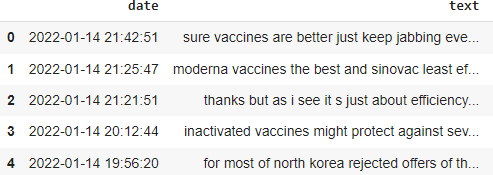 date text
0 2022-01-14 21:42:51 sure vaccines are better just keep jabbing eve...
1 2022-01-14 21:25:47 moderna vaccines the best and sinovac least ef...
2 2022-01-14 21:21:51 thanks but as i see it s just about efficiency...
3 2022-01-14 20:12:44 inactivated vaccines might protect against sev...
4 2022-01-14 19:56:20 for most of north korea rejected offers of th...